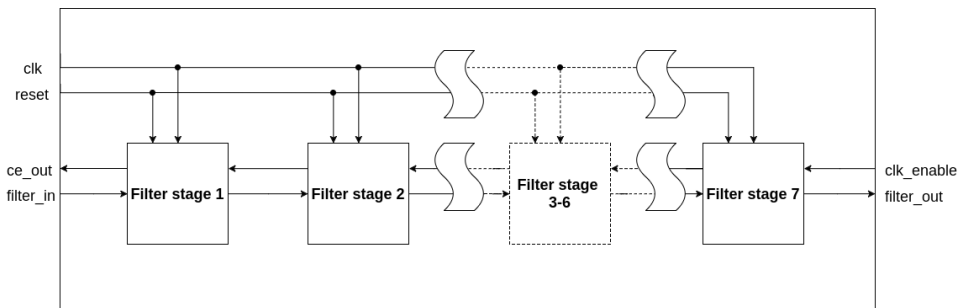 clk
reset
ce_out
filter_in
Filter stage 1
Filter stage 2
Filter stage
3-6
Filter stage 7
clk_enable
filter_out